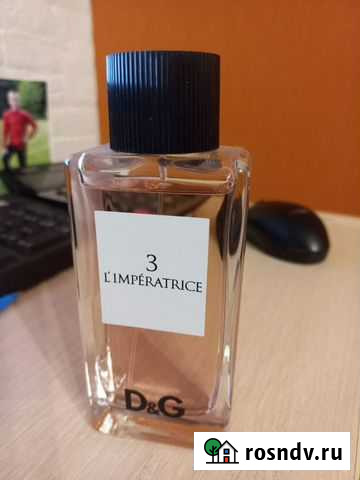 3
L'IMPÉRATRICE
D&G
rosndv.ru